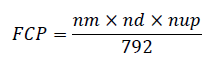 FCP = nm × nd × nup / 792